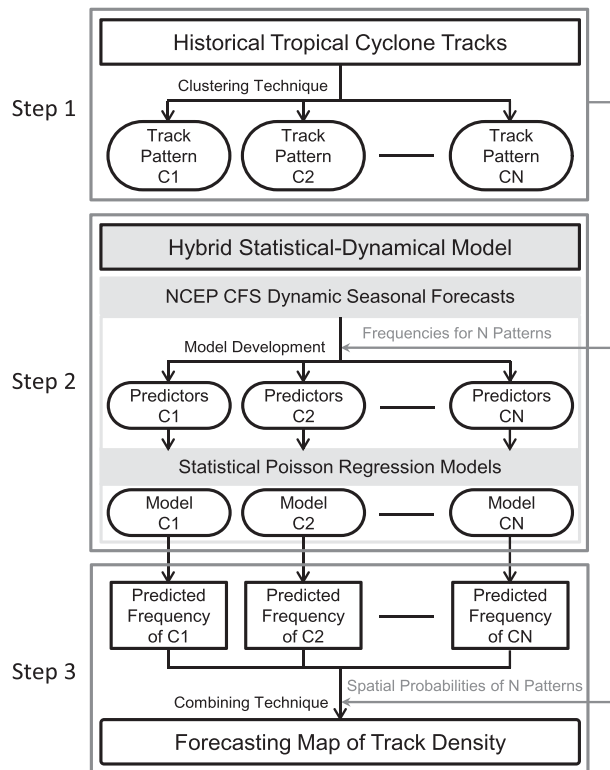 Historical Tropical Cyclone Tracks
Clustering Technique
Step 1
Track
Pattern
C1
Track
Pattern
C2
Track
Pattern
CN
Hybrid Statistical-Dynamical Model
NCEP CFS Dynamic Seasonal Forecasts
Frequencies for N Patterns
Model Development
Step 2
Predictors
C1
Predictors
C2
Predictors
CN
Statistical Poisson Regression Models
Model
C1
Model
C2
Model
CN
Predicted
Frequency
of C1
Predicted
Frequency
of C2
Predicted
Frequency
of CN
Step 3
Spatial Probabilities of N Patterns
Combining Technique
Forecasting Map of Track Density